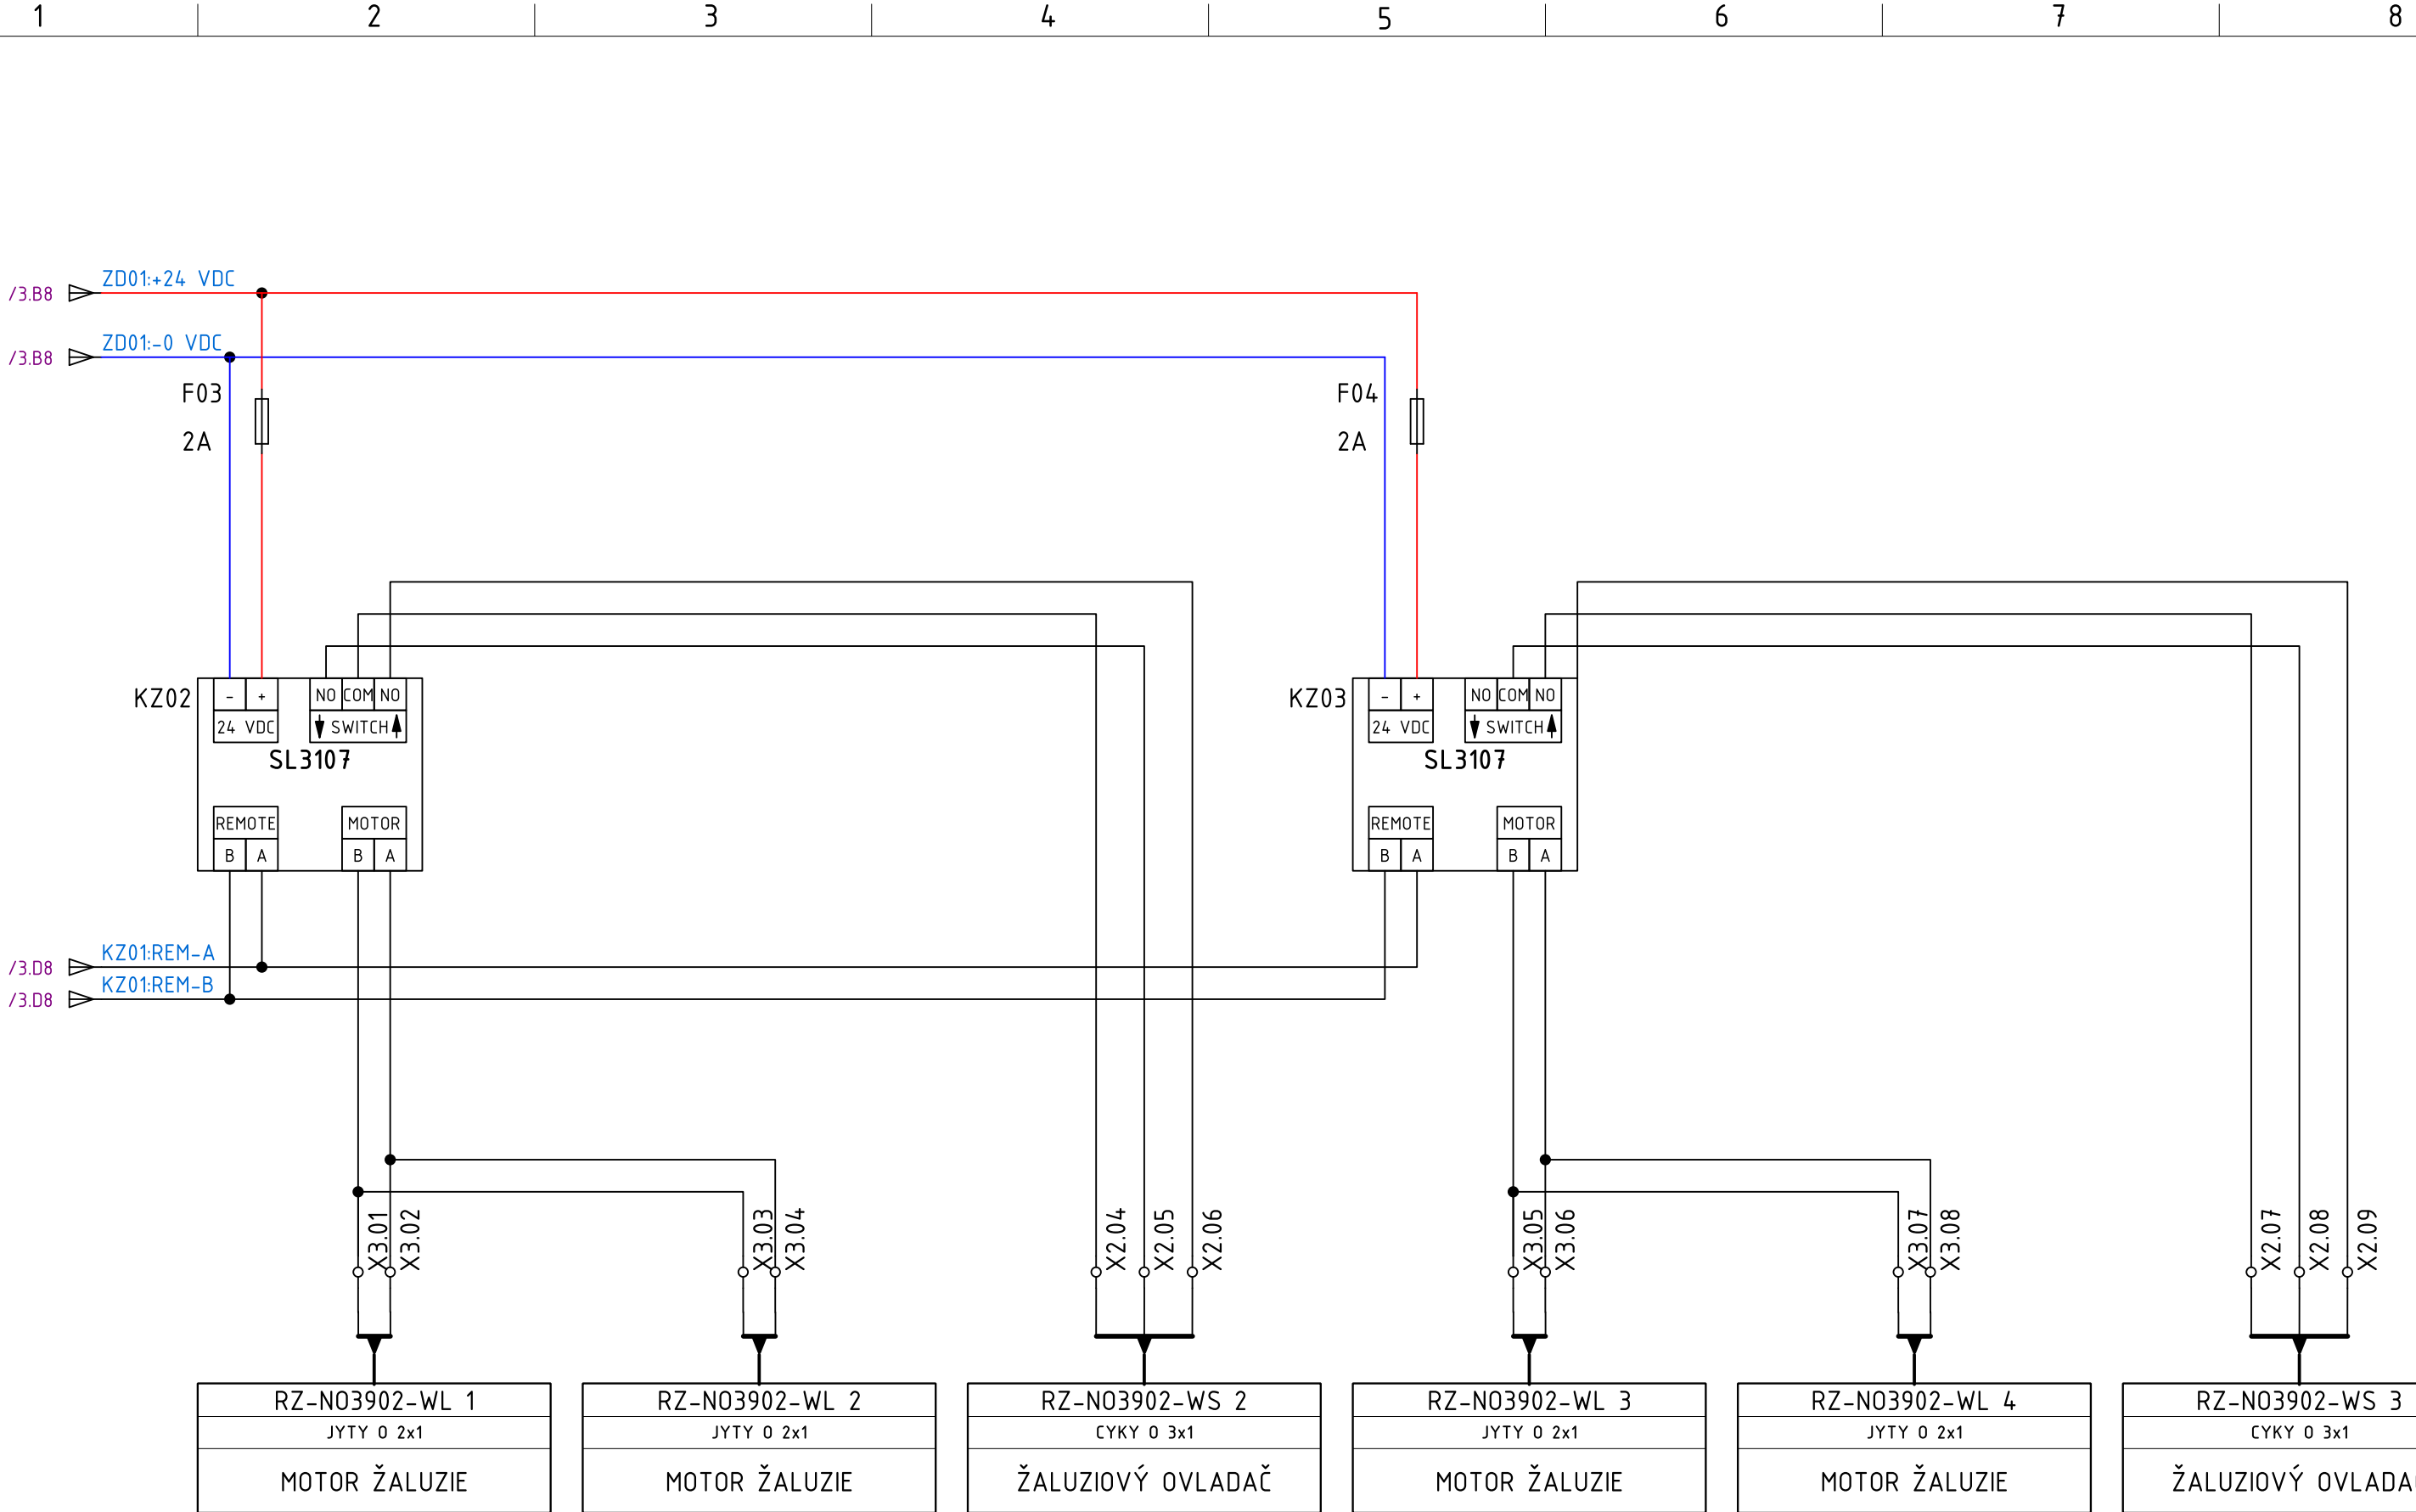 1 2 3 4 5 6 7 8
ZD01:+24 VDC
/3.B8
ZD01:-0 VDC
/3.B8
F03
2A
F04
2A
KZ02
- + NO COM NO
24 VDC SWITCH
SL3107
REMOTE MOTOR
B A B A
KZ03
- + NO COM NO
24 VDC SWITCH
SL3107
REMOTE MOTOR
B A B A
KZ01:REM-A
/3.D8
KZ01:REM-B
/3.D8
X3.01
X3.02
X3.03
X3.04
X2.04
X2.05
X2.06
X3.05
X3.06
X3.07
X3.08
X2.07
X2.08
X2.09
RZ-NO3902-WL 1
JYTY O 2x1
MOTOR ŽALUZIE
RZ-NO3902-WL 2
JYTY O 2x1
MOTOR ŽALUZIE
RZ-NO3902-WS 2
CYKY O 3x1
ŽALUZIOVÝ OVLADAČ
RZ-NO3902-WL 3
JYTY O 2x1
MOTOR ŽALUZIE
RZ-NO3902-WL 4
JYTY O 2x1
MOTOR ŽALUZIE
RZ-NO3902-WS 3
CYKY O 3x1
ŽALUZIOVÝ